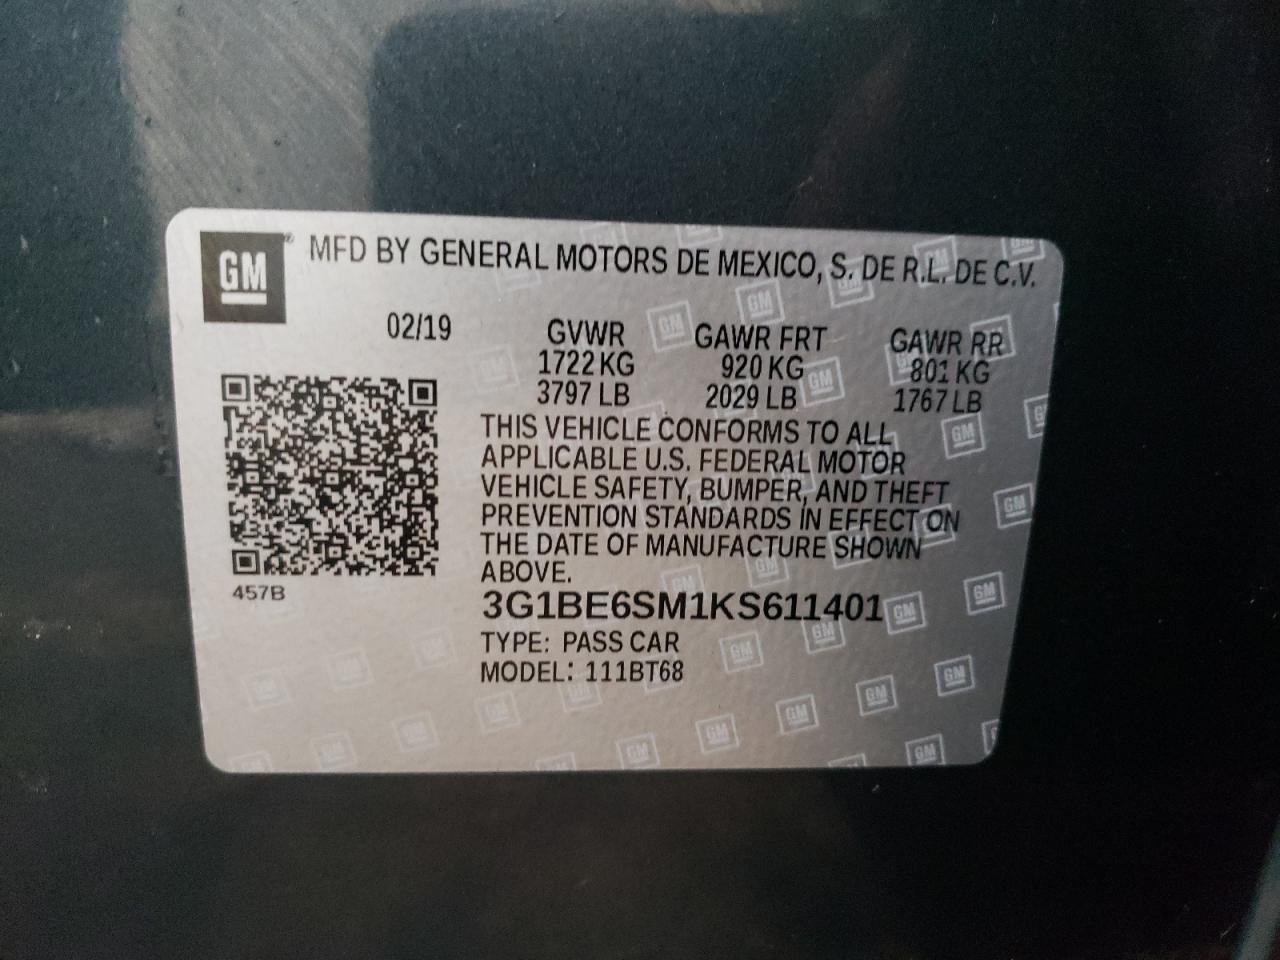 GM® MFD BY GENERAL MOTORS DE MEXICO, S. DE R.L. DE C.V.
02/19 GVWR GAWR FRT GAWR RR
1722 KG 920 KG 801 KG
3797 LB 2029 LB 1767 LB
THIS VEHICLE CONFORMS TO ALL
APPLICABLE U.S. FEDERAL MOTOR
VEHICLE SAFETY, BUMPER, AND THEFT
PREVENTION STANDARDS IN EFFECT ON
THE DATE OF MANUFACTURE SHOWN
ABOVE.
457B
3G1BE6SM1KS611401
TYPE: PASS CAR
MODEL: 111BT68